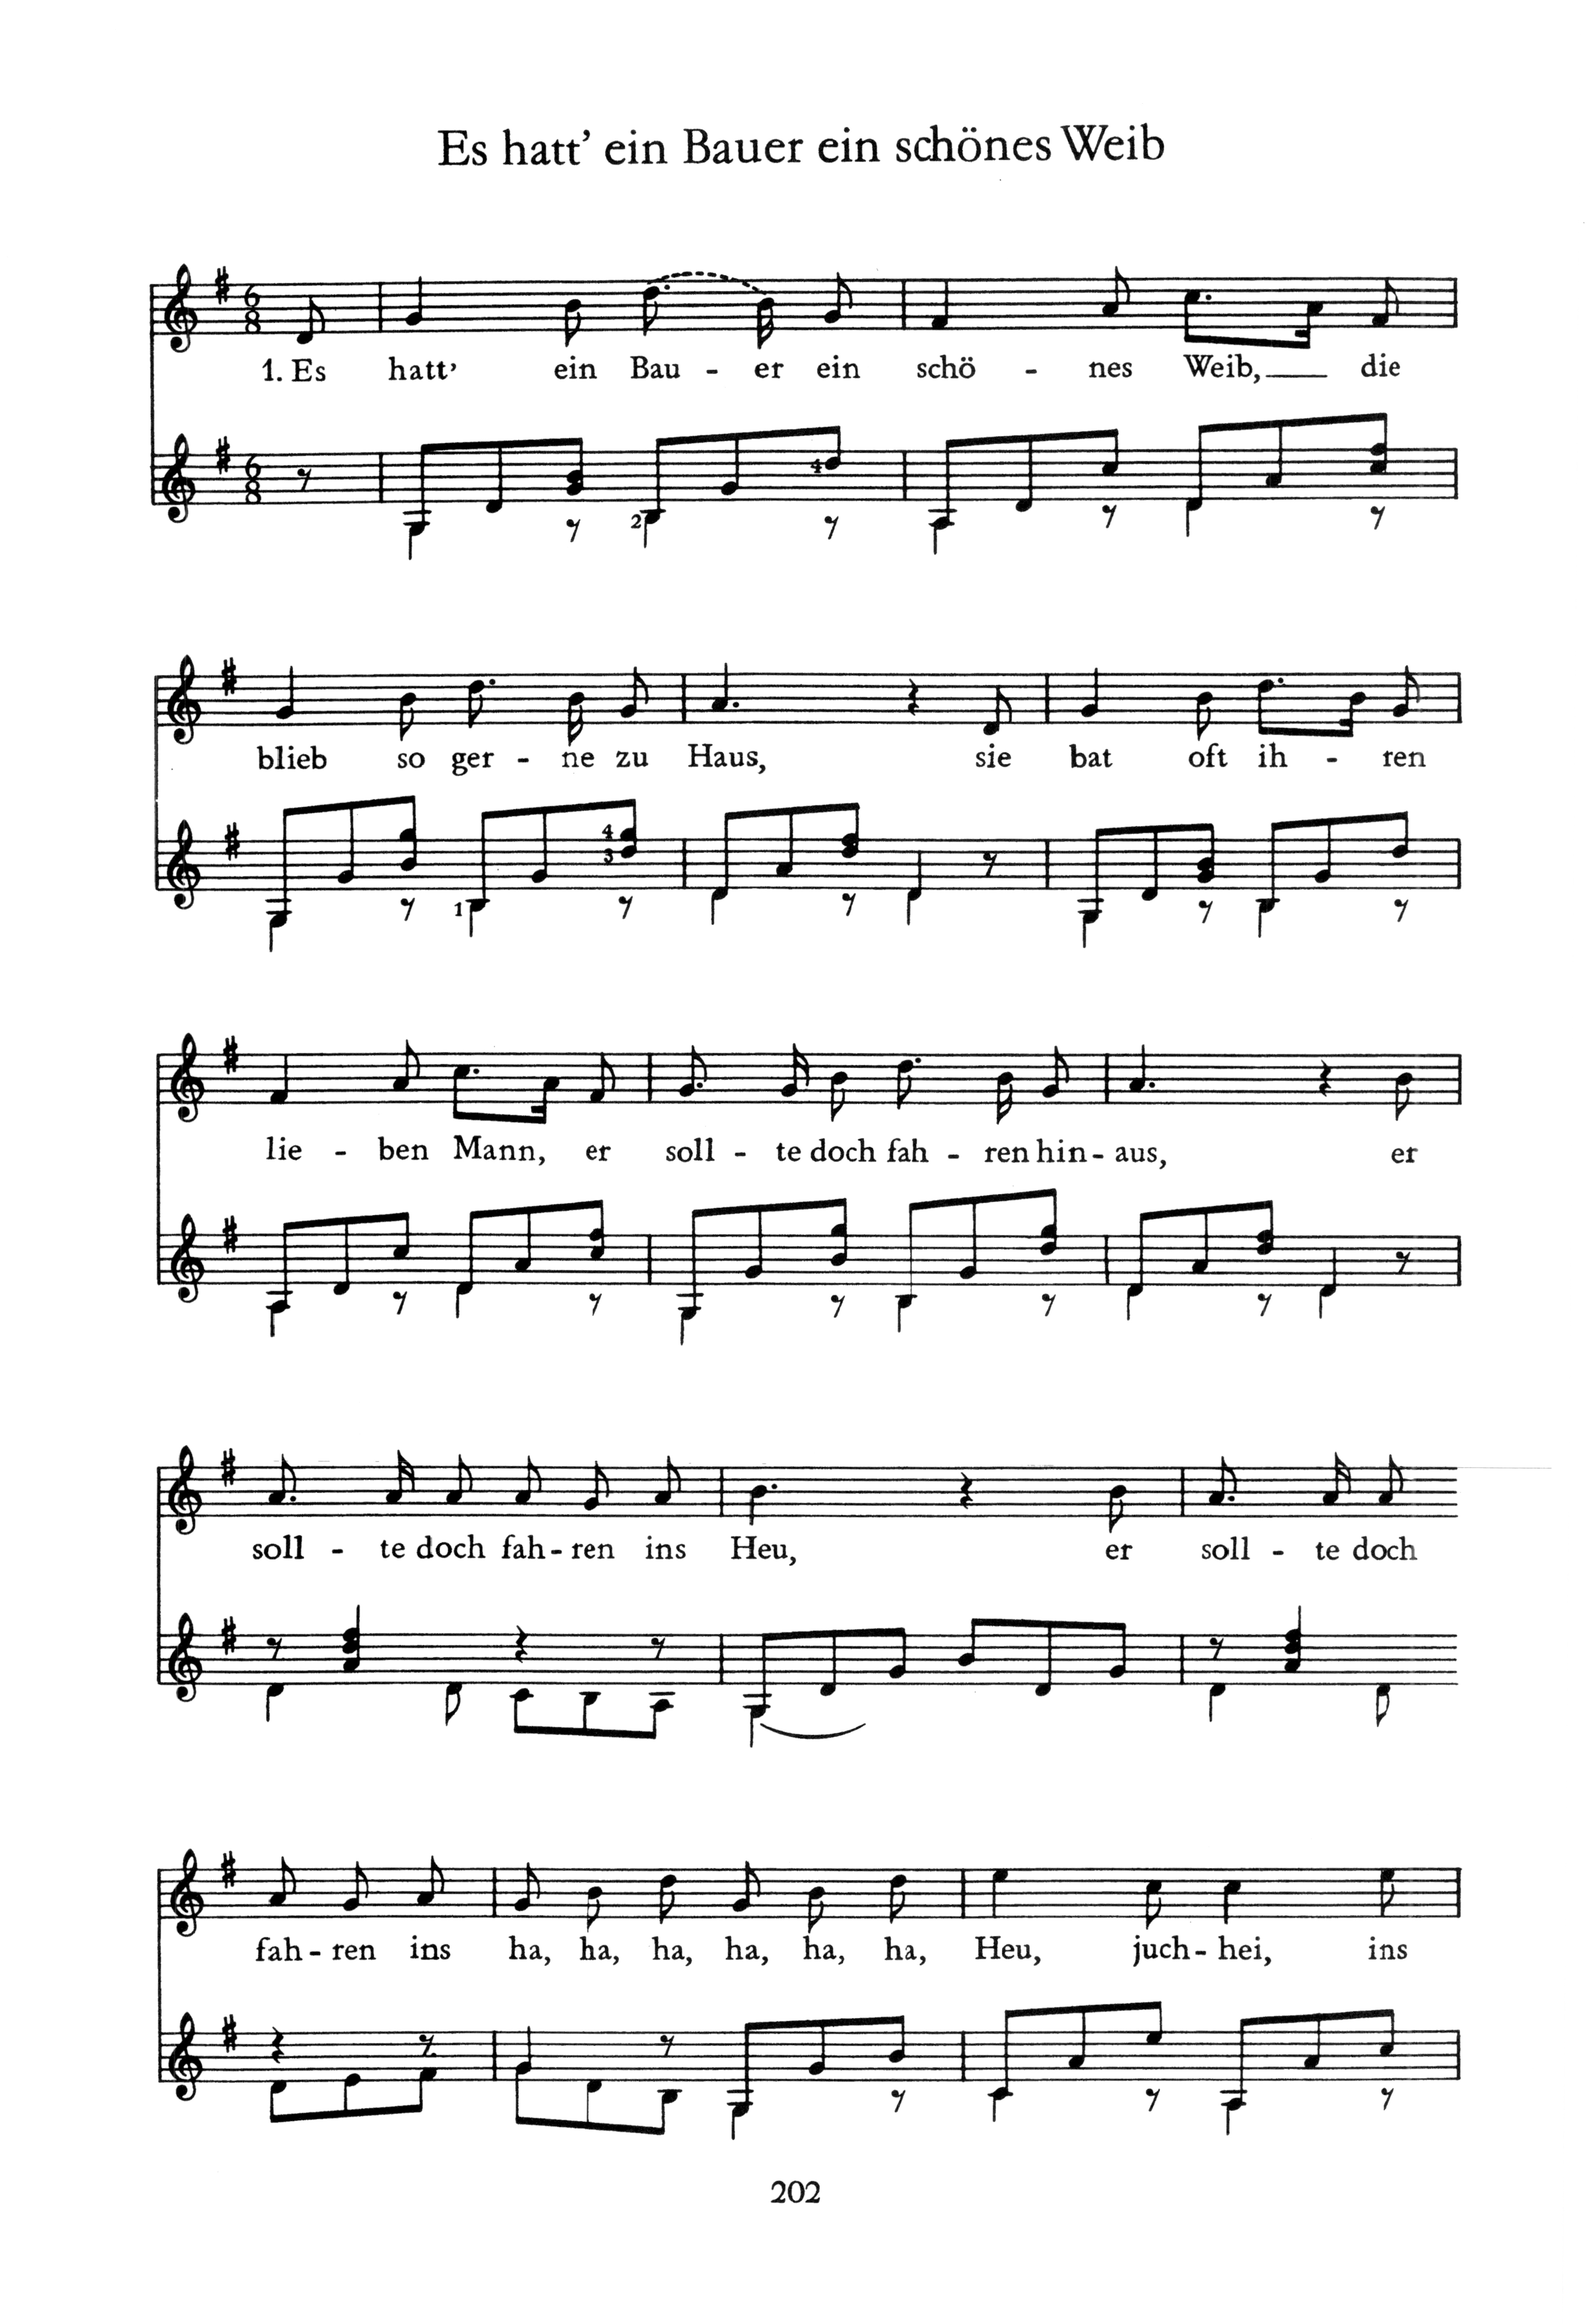 Es hatt’ ein Bauer ein schönes Weib
6
8
1. Es hatt’ ein Bau - er ein schö - nes Weib, die
6
8
4
2
blieb so ger - ne zu Haus, sie bat oft ih - ren
4
3
1
lie - ben Mann, er soll - te doch fah - ren hin - aus, er
soll - te doch fah - ren ins Heu, er soll - te doch
fah - ren ins ha, ha, ha, ha, ha, ha, Heu, juch - hei, ins
202